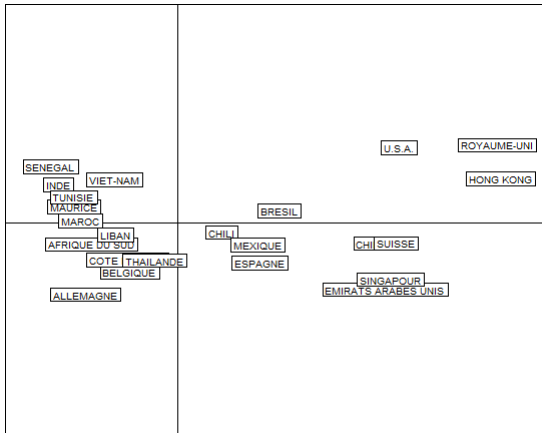 U.S.A.
ROYAUME-UNI
SENEGAL
VIET-NAM
HONG KONG
INDE
TUNISIE
MAURICE
BRESIL
MAROC
CHILI
LIBAN
AFRIQUE DU SUD
MEXIQUE
CHI
SUISSE
COTE
THAILANDE
ESPAGNE
BELGIQUE
SINGAPOUR
EMIRATS ARABES UNIS
ALLEMAGNE